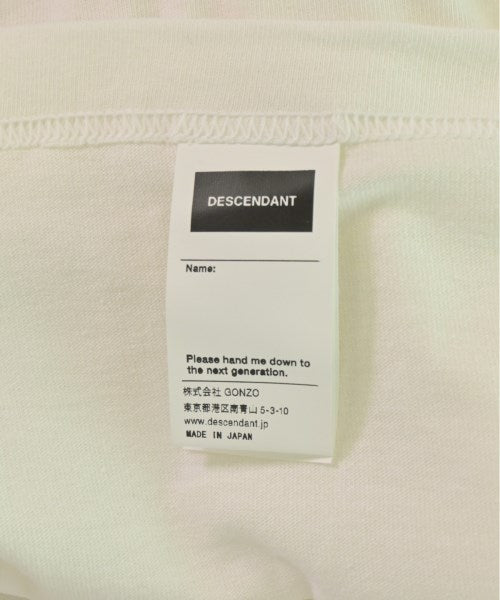 DESCENDANT
Name:
Please hand me down to
the next generation.
株式会社 GONZO
東京都港区南青山 5-3-10
www.descendant.jp
MADE IN JAPAN